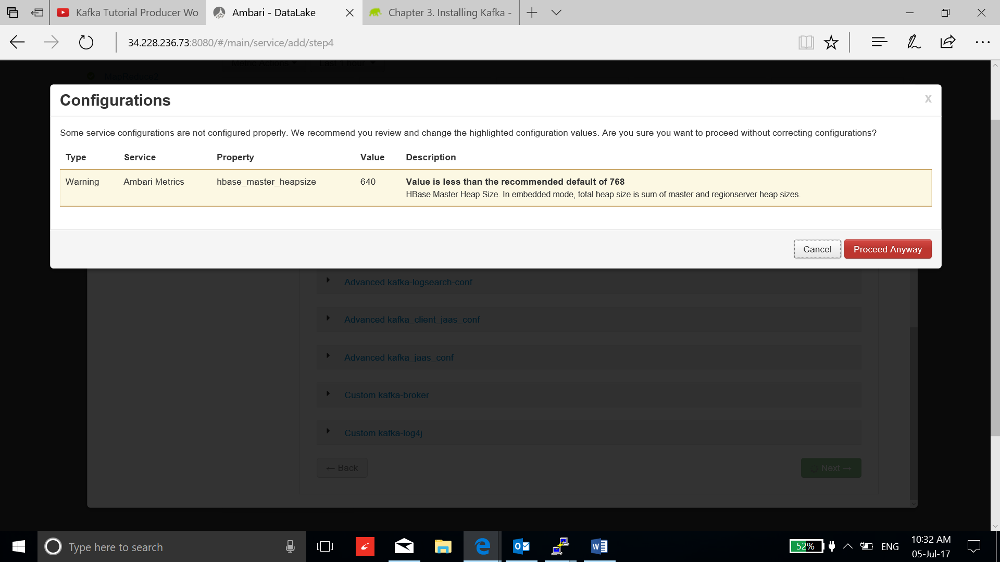 Kafka Tutorial Producer Wo
Ambari - DataLake
Chapter 3. Installing Kafka -
34.228.236.73:8080/#/main/service/add/step4
Metric Actions
Last 1 hour
MapReduce2
Configurations
x
Some service configurations are not configured properly. We recommend you review and change the highlighted configuration values. Are you sure you want to proceed without correcting configurations?
Type Service Property Value Description
Warning Ambari Metrics hbase_master_heapsize 640 Value is less than the recommended default of 768
HBase Master Heap Size. In embedded mode, total heap size is sum of master and regionserver heap sizes.
Cancel Proceed Anyway
Advanced kafka-logsearch-conf
Advanced kafka_client_jaas_conf
Advanced kafka_jaas_conf
Custom kafka-broker
Custom kafka-log4j
← Back Next →
Type here to search
52%
ENG
10:32 AM
05-Jul-17